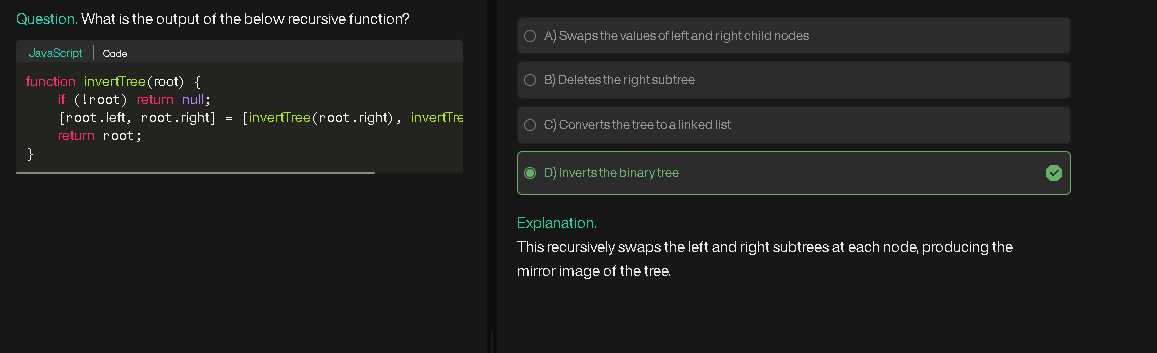 Question. What is the output of the below recursive function?
JavaScript Code
function invertTree(root) {
if (!root) return null;
[root.left, root.right] = [invertTree(root.right), invertTre
return root;
}
A) Swaps the values of left and right child nodes
B) Deletes the right subtree
C) Converts the tree to a linked list
D) Inverts the binary tree
Explanation.
This recursively swaps the left and right subtrees at each node, producing the
mirror image of the tree.